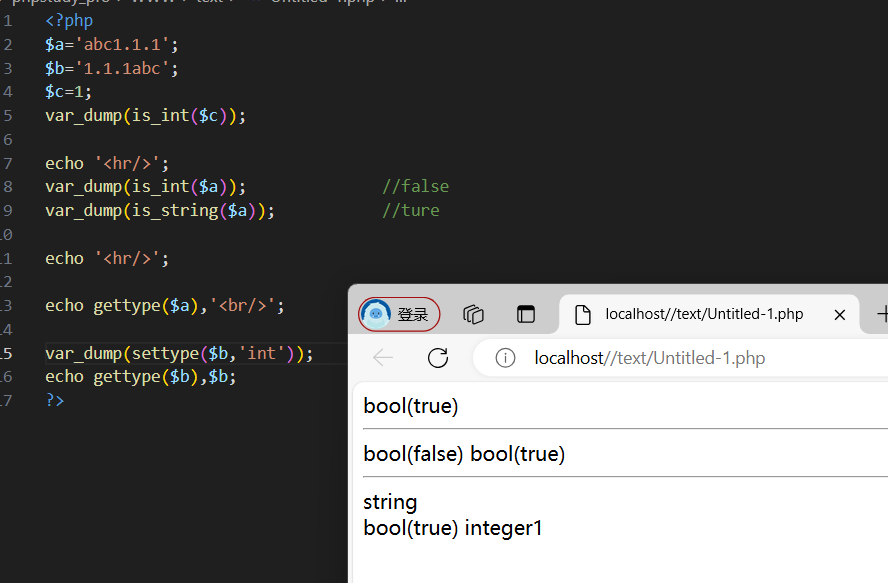 phpstudy_pro > WWW > text > Untitled-1.php > ...
1 <?php
2 $a='abc1.1.1';
3 $b='1.1.1abc';
4 $c=1;
5 var_dump(is_int($c));
6
7 echo '<hr/>';
8 var_dump(is_int($a)); //false
9 var_dump(is_string($a)); //ture
10
11 echo '<hr/>';
12
13 echo gettype($a),'<br/>';
14
15 var_dump(settype($b,'int'));
16 echo gettype($b),$b;
17 ?>
登录
localhost//text/Untitled-1.php
localhost//text/Untitled-1.php
bool(true)
bool(false) bool(true)
string
bool(true) integer1